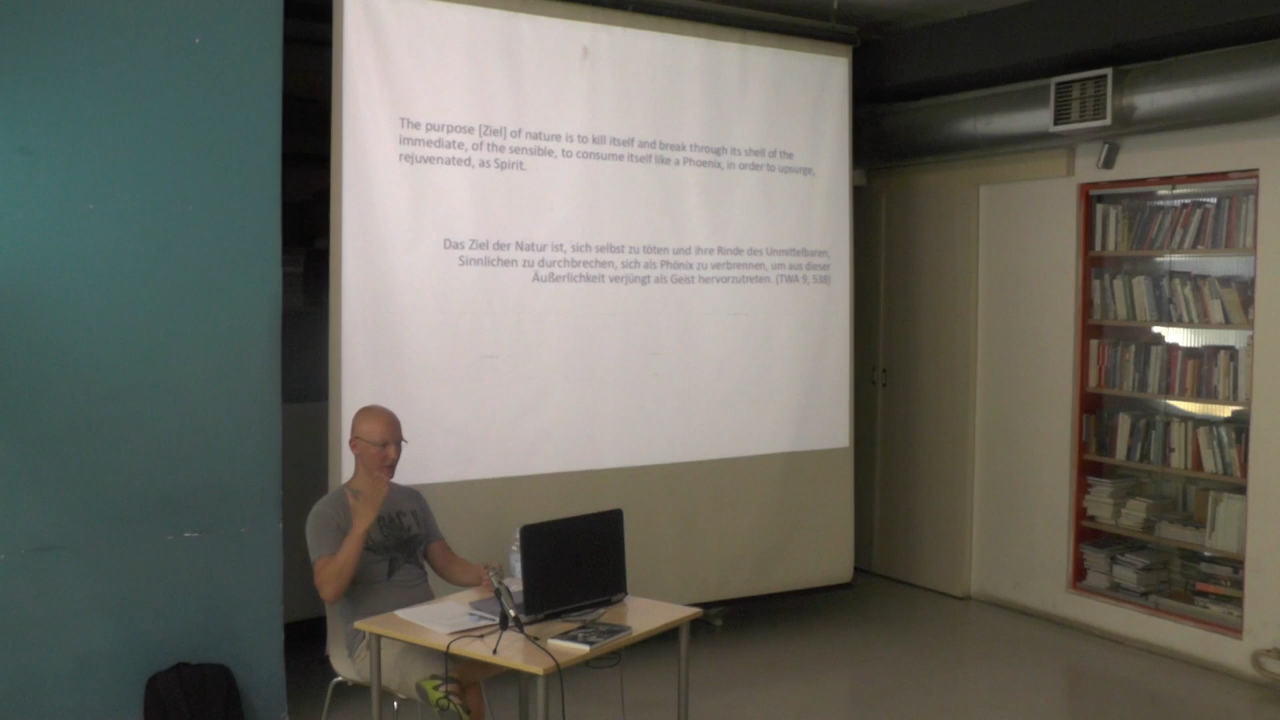 The purpose [Ziel] of nature is to kill itself and break through its shell of the
immediate, of the sensible, to consume itself like a Phoenix, in order to upsurge,
rejuvenated, as Spirit.
Das Ziel der Natur ist, sich selbst zu töten und ihre Rinde des Unmittelbaren,
Sinnlichen zu durchbrechen, sich als Phönix zu verbrennen, um aus dieser
Äußerlichkeit verjüngt als Geist hervorzutreten. (TWA 9, 538)